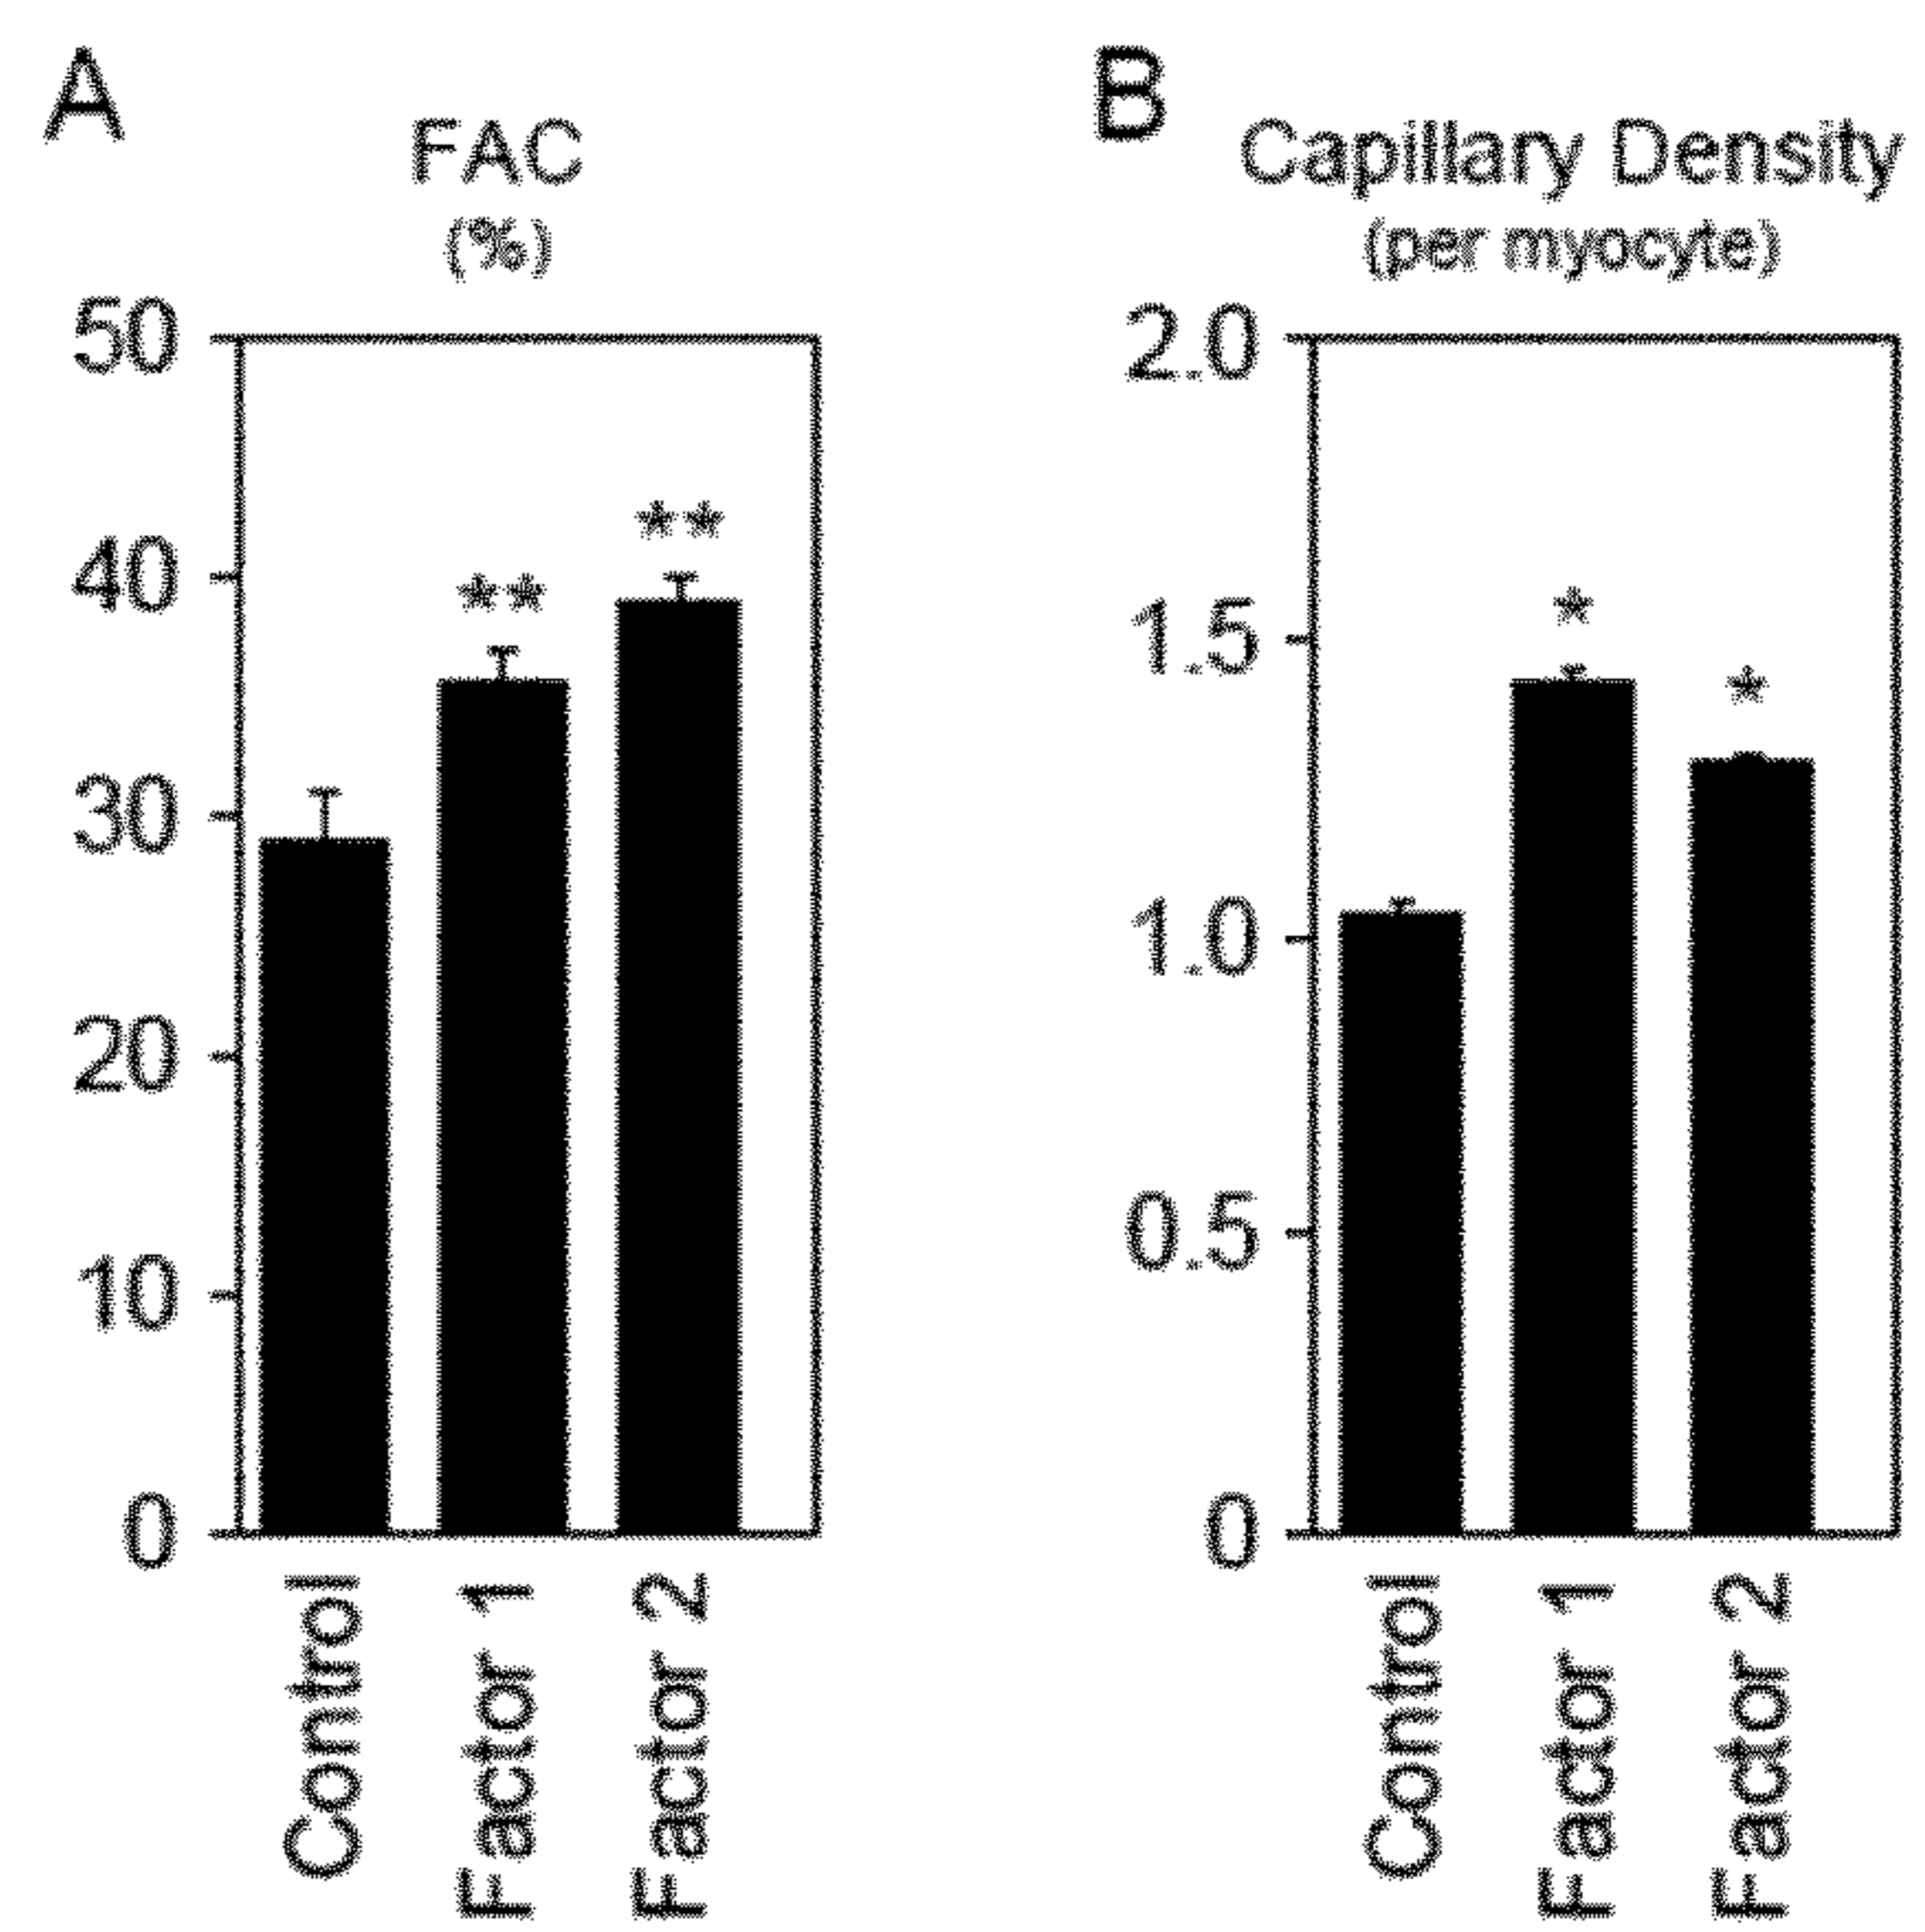 A
FAC
(%)
50
40
30
20
10
0
**
**
Control
Factor 1
Factor 2
B
Capillary Density
(per myocyte)
2.0
1.5
1.0
0.5
0
*
*
Control
Factor 1
Factor 2